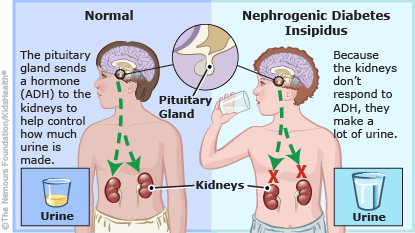 Normal
The pituitary
gland sends
a hormone
(ADH) to the
kidneys to
help control
how much
urine is
made.
Urine
Pituitary
Gland
Kidneys
Nephrogenic Diabetes
Insipidus
Because
the kidneys
don't
respond to
ADH, they
make a
lot of urine.
X X
Urine
©The Nemours Foundation/KidsHealth®